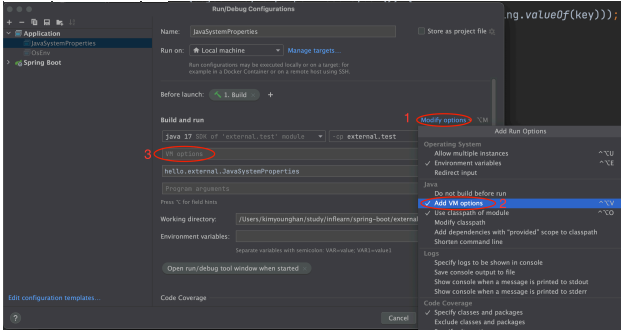 Run/Debug Configurations
ng.valueOf(key)));
Application
JavaSystemProperties
OsEnv
Spring Boot
Name:
JavaSystemProperties
Store as project file
Run on:
Local machine
Manage targets...
Run configurations may be executed locally or on a target: for
example in a Docker Container or on a remote host using SSH.
Before launch:
1. Build
Build and run
1
Modify options
⌥M
java 17 SDK of 'external.test' module
-cp external.test
3
VM options
hello.external.JavaSystemProperties
Program arguments
Press ⌥ for field hints
Working directory:
/Users/kimyounghan/study/inflearn/spring-boot/external
Environment variables:
Separate variables with semicolon: VAR=value; VAR1=value1
Open run/debug tool window when started
Code Coverage
Edit configuration templates...
?
Cancel
Add Run Options
Operating System
Allow multiple instances
⌃⌥U
Environment variables
⌃⌥E
Redirect input
Java
Do not build before run
Add VM options
2
⌃⌥V
Use classpath of module
⌃⌥O
Modify classpath
Add dependencies with "provided" scope to classpath
Shorten command line
Logs
Specify logs to be shown in console
Save console output to file
Show console when a message is printed to stdout
Show console when a message is printed to stderr
Code Coverage
Specify classes and packages
Exclude classes and packages